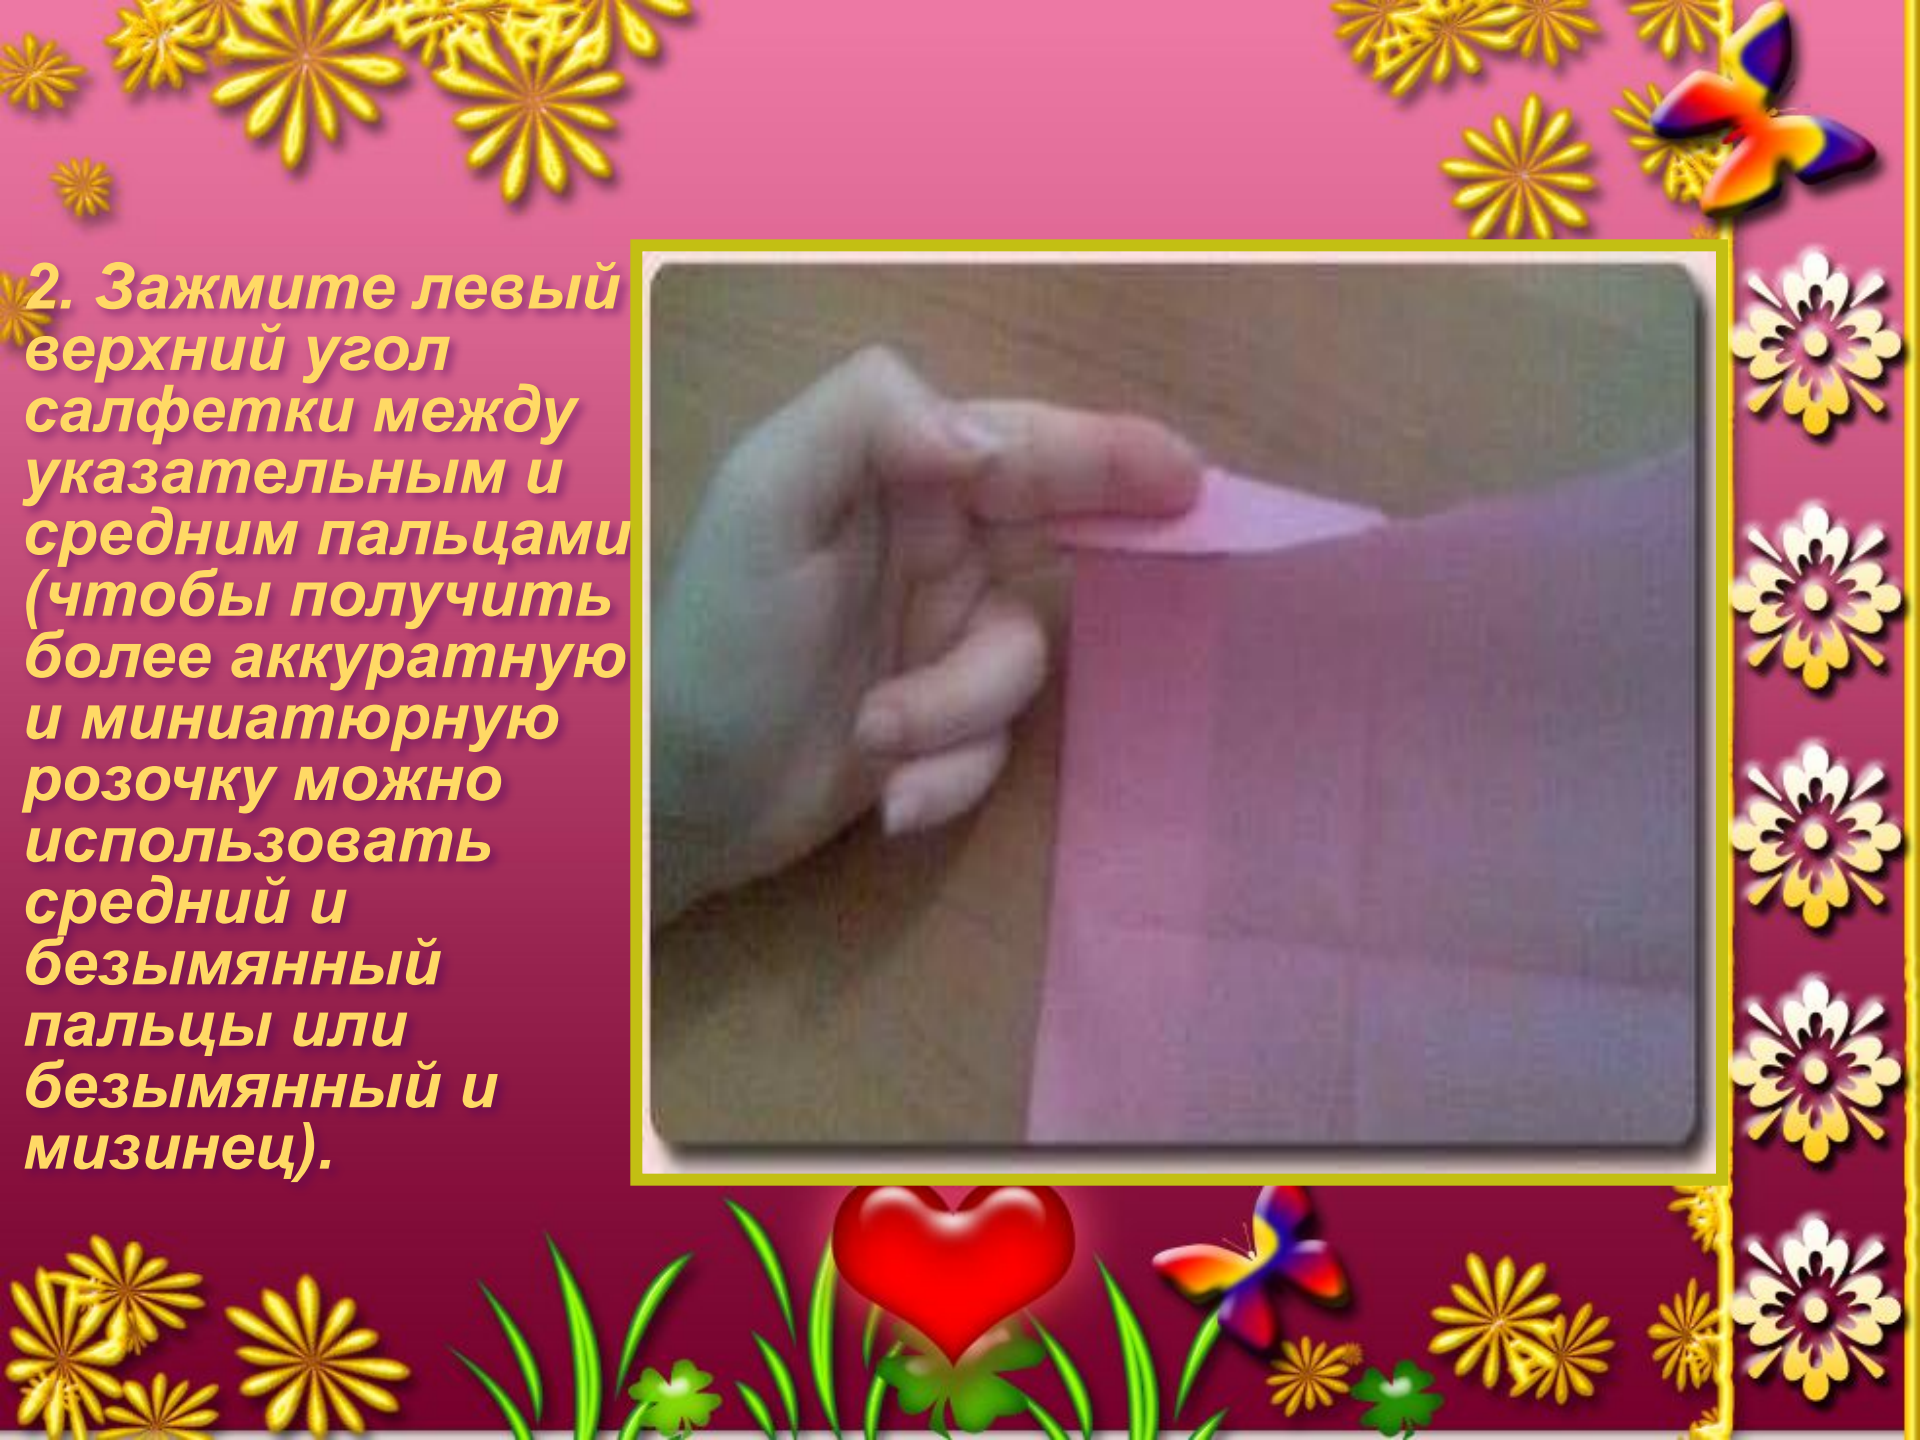 2. Зажмите левый
верхний угол
салфетки между
указательным и
средним пальцами
(чтобы получить
более аккуратную
и миниатюрную
розочку можно
использовать
средний и
безымянный
пальцы или
безымянный и
мизинец).